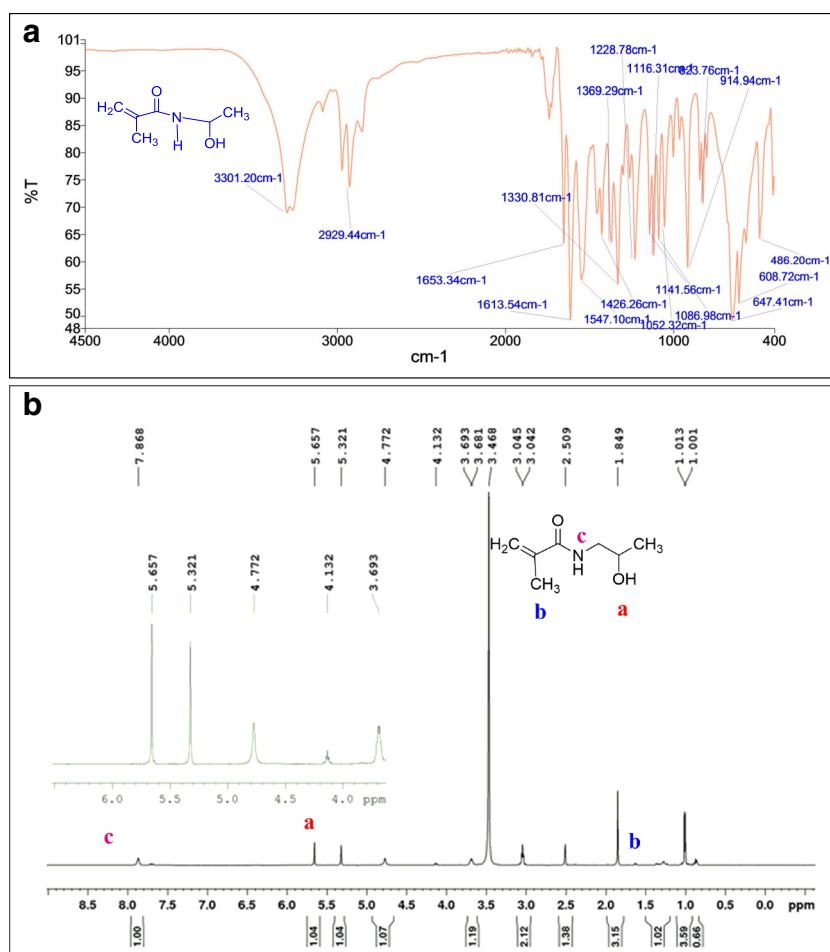 a
101
95
90
85
80
75
70
65
60
55
50
48
%T
4500
4000
3000
2000
1000
400
cm-1
H₂C
O
N
H
CH₃
CH₃
OH
3301.20cm-1
2929.44cm-1
1653.34cm-1
1613.54cm-1
1330.81cm-1
1369.29cm-1
1228.78cm-1
1116.31cm-1
823.76cm-1
914.94cm-1
1547.10cm-1
1426.26cm-1
1052.32cm-1
1086.98cm-1
1141.56cm-1
486.20cm-1
608.72cm-1
647.41cm-1
b
7.868
5.657
5.321
4.772
4.132
3.693
3.681
3.468
3.045
3.042
2.509
1.849
1.013
1.001
5.657
5.321
4.772
4.132
3.693
6.0 5.5 5.0 4.5 4.0 ppm
H₂C
O
c
N
H
CH₃
CH₃
OH
b
a
c
a
b
8.5 8.0 7.5 7.0 6.5 6.0 5.5 5.0 4.5 4.0 3.5 3.0 2.5 2.0 1.5 1.0 0.5 0.0 ppm
1.00
1.04
1.04
1.07
1.19
2.12
1.38
3.15
1.02
3.59
0.66